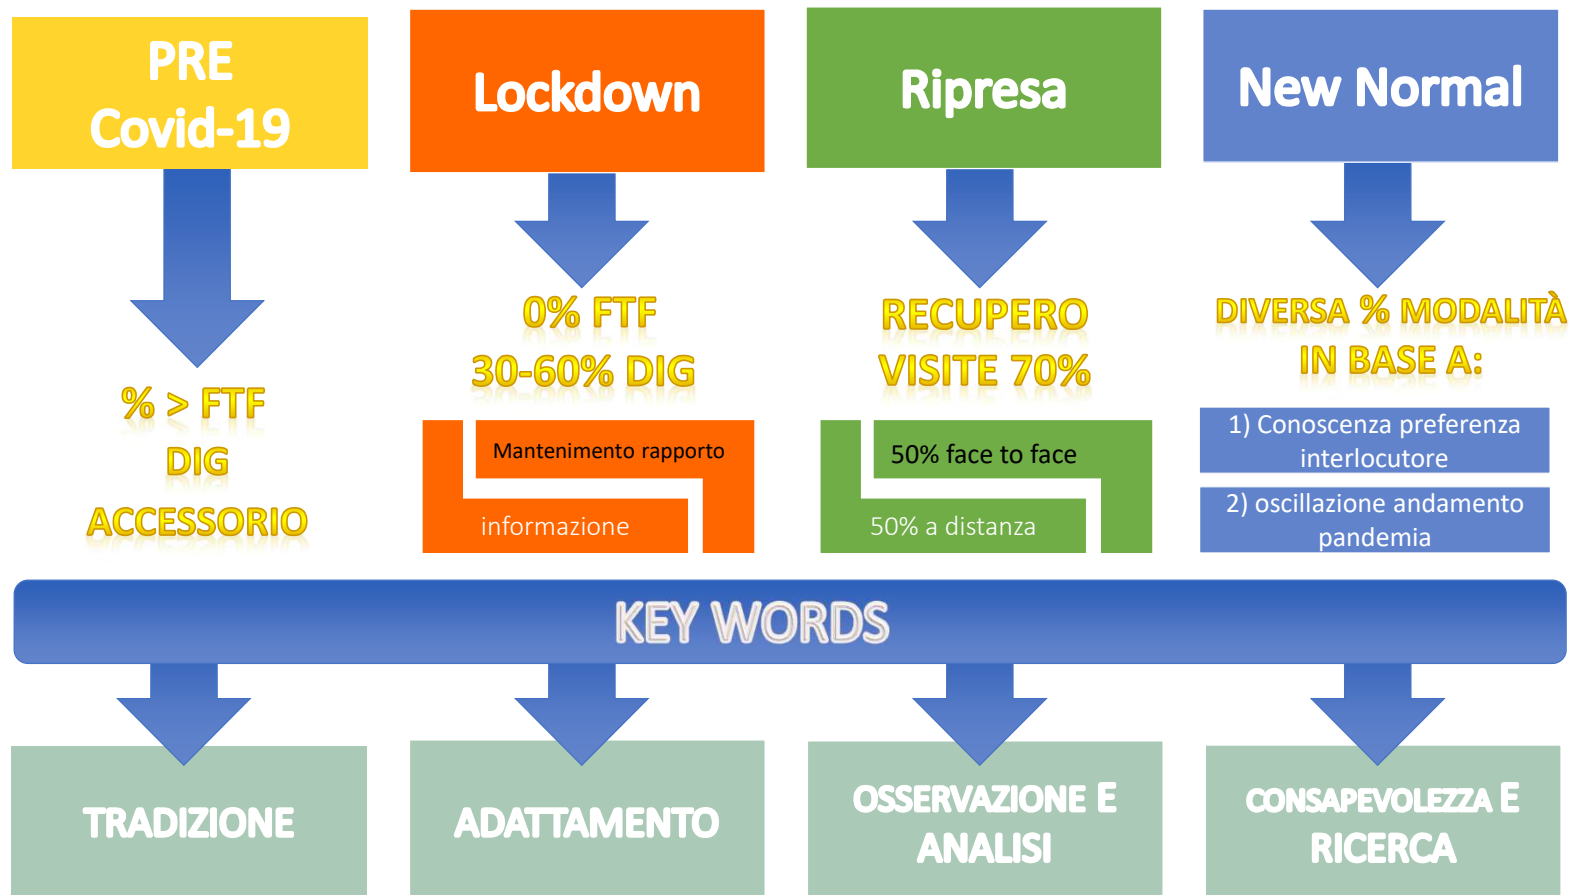 PRE
Covid-19
Lockdown
Ripresa
New Normal
% > FTF
DIG
ACCESSORIO
0% FTF
30-60% DIG
Mantenimento rapporto
informazione
RECUPERO
VISITE 70%
50% face to face
50% a distanza
DIVERSA % MODALITÀ
IN BASE A:
1) Conoscenza preferenza
interlocutore
2) oscillazione andamento
pandemia
KEY WORDS
TRADIZIONE
ADATTAMENTO
OSSERVAZIONE E
ANALISI
CONSAPEVOLEZZA E
RICERCA